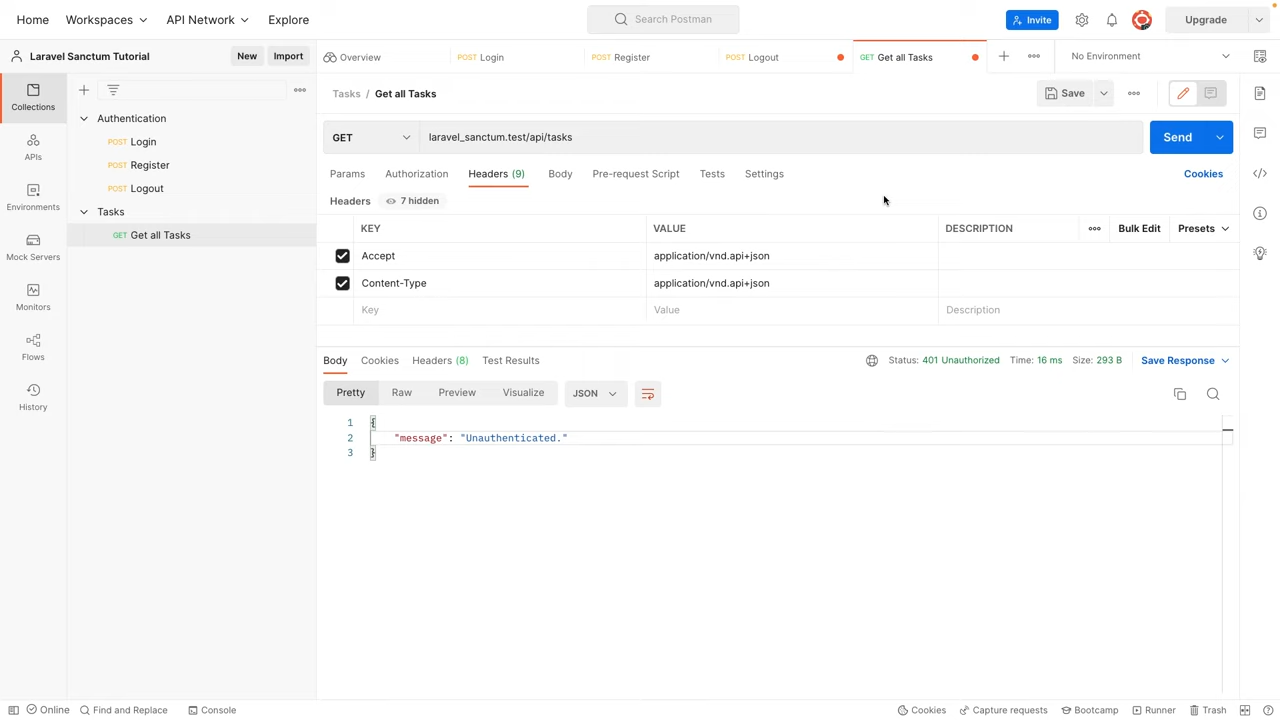 Home Workspaces API Network Explore Search Postman Invite Upgrade
Laravel Sanctum Tutorial New Import Overview POST Login POST Register POST Logout GET Get all Tasks No Environment
Collections
APIs
Environments
Mock Servers
Monitors
Flows
History
Authentication
POST Login
POST Register
POST Logout
Tasks
GET Get all Tasks
Tasks / Get all Tasks Save
GET laravel_sanctum.test/api/tasks Send
Params Authorization Headers (9) Body Pre-request Script Tests Settings Cookies
Headers 7 hidden
KEY VALUE DESCRIPTION Bulk Edit Presets
Accept application/vnd.api+json
Content-Type application/vnd.api+json
Key Value Description
Body Cookies Headers (8) Test Results Status: 401 Unauthorized Time: 16 ms Size: 293 B Save Response
Pretty Raw Preview Visualize JSON
1 {
2 "message": "Unauthenticated."
3 }
Online Find and Replace Console Cookies Capture requests Bootcamp Runner Trash